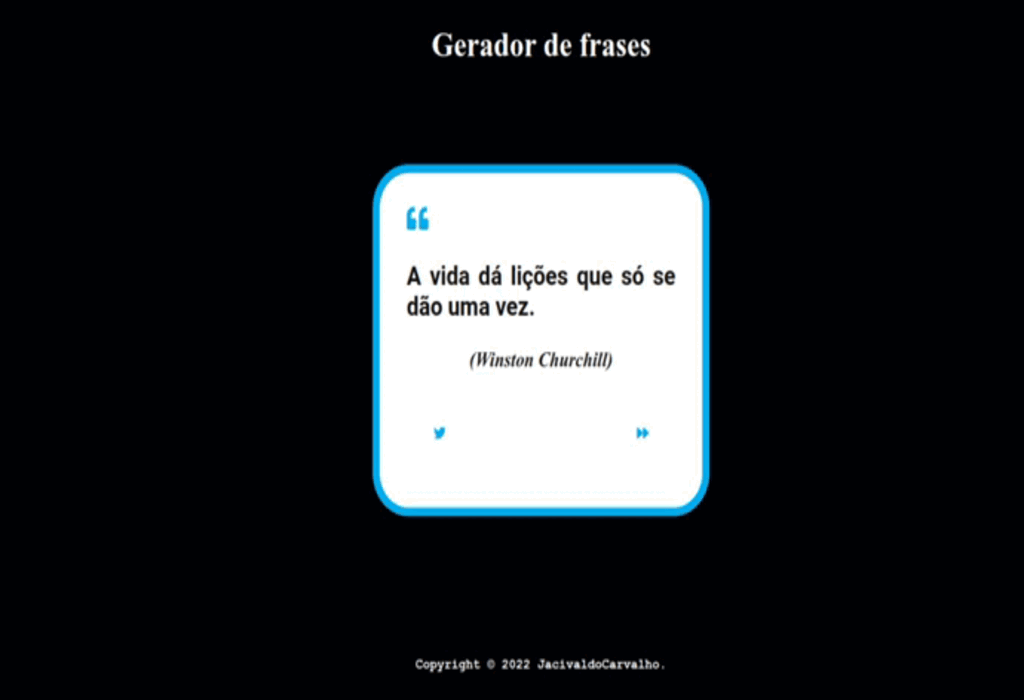 Gerador de frases
“
A vida dá lições que só se
dão uma vez.
(Winston Churchill)
Copyright © 2022 JacivaldoCarvalho.